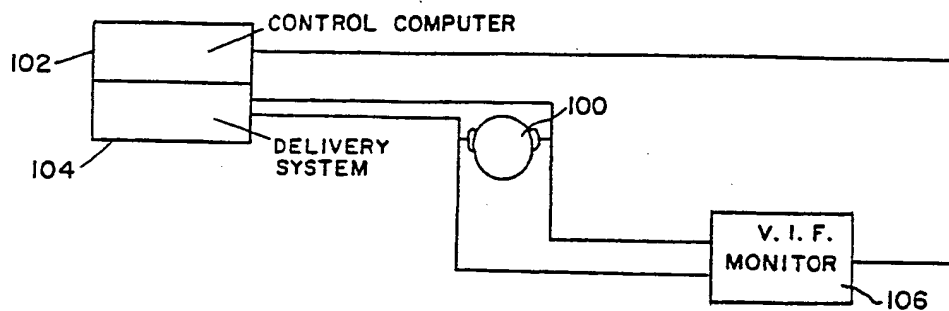 CONTROL COMPUTER
102
100
DELIVERY
SYSTEM
104
V. I. F.
MONITOR
106